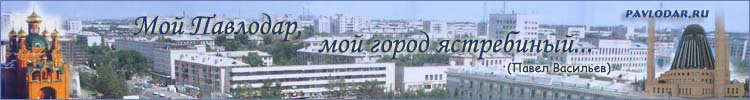 PAVLODAR.RU
Мой Павлодар,
мой город ястребиный...
(Павел Васильев)